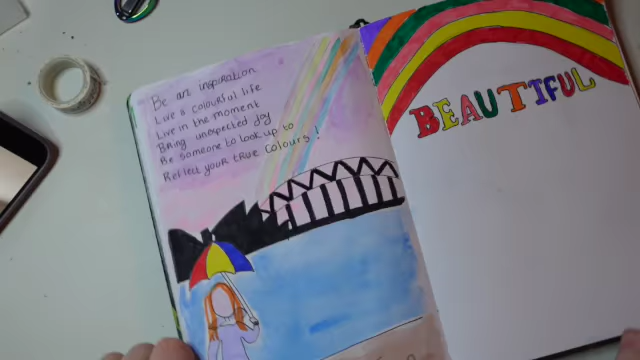 Be an inspiration
Live a colourful life
Live in the moment
Bring unexpected joy
Be someone to look up to
Reflect your true colours!
BEAUTIFUL